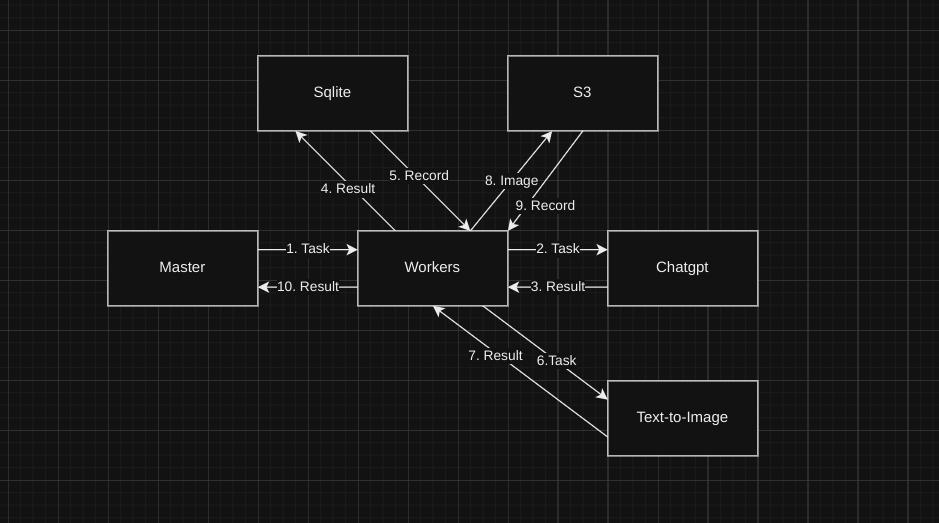 Sqlite
S3
5. Record
8. Image
4. Result
9. Record
1. Task
2. Task
Master
Workers
Chatgpt
10. Result
3. Result
7. Result
6.Task
Text-to-Image